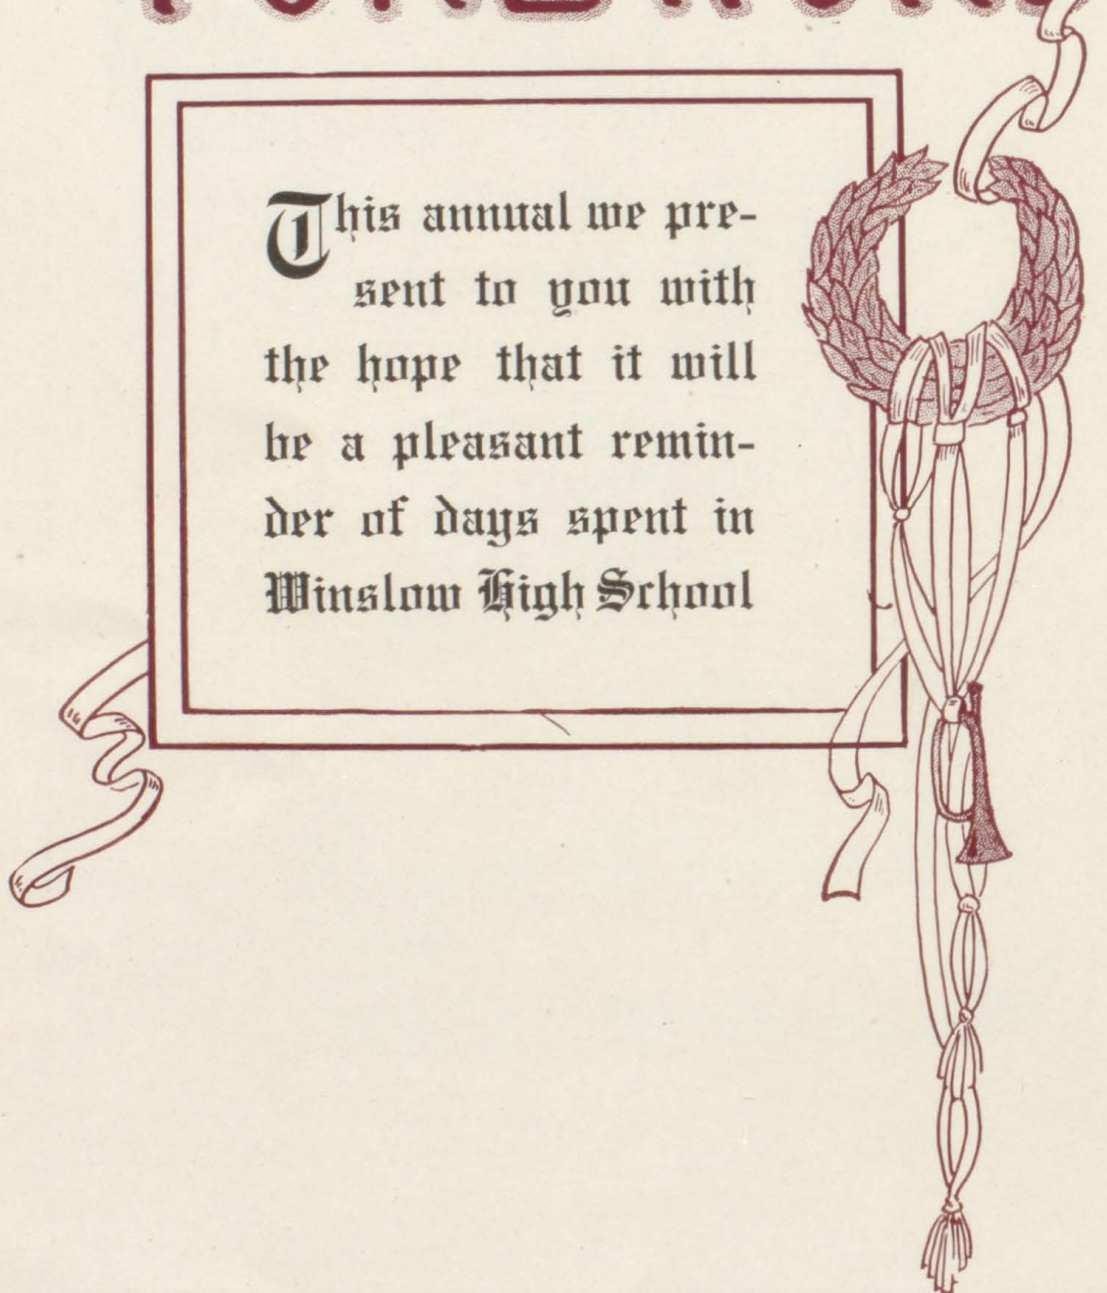 This annual we pre-
sent to you with
the hope that it will
be a pleasant remin-
der of days spent in
Winslow High School